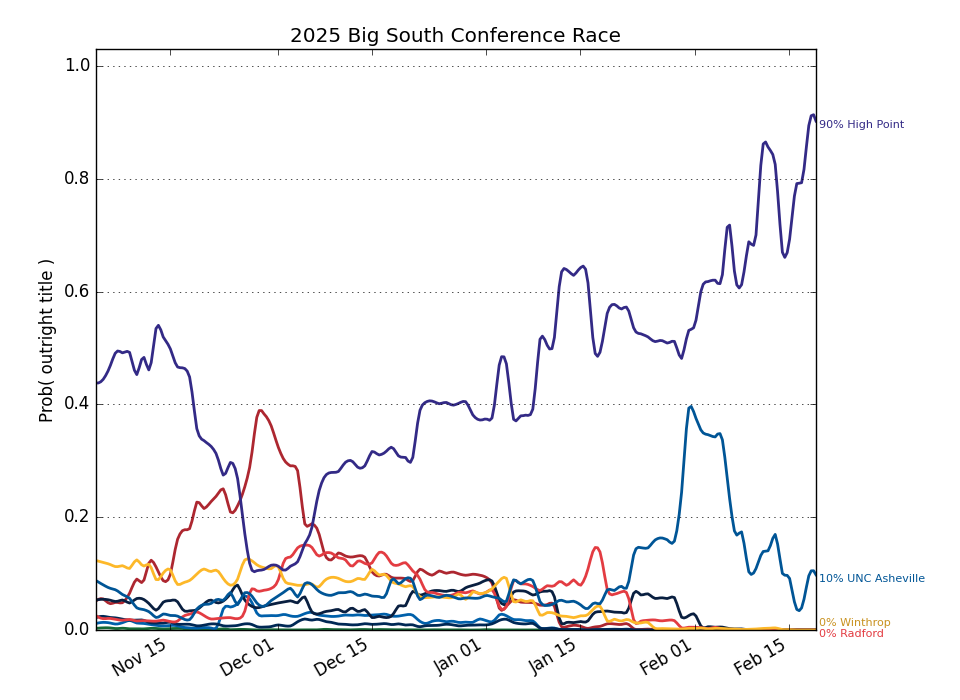 2025 Big South Conference Race
Prob( outright title )
1.0
0.8
0.6
0.4
0.2
0.0
90% High Point
10% UNC Asheville
0% Winthrop
0% Radford
Nov 15
Dec 01
Dec 15
Jan 01
Jan 15
Feb 01
Feb 15